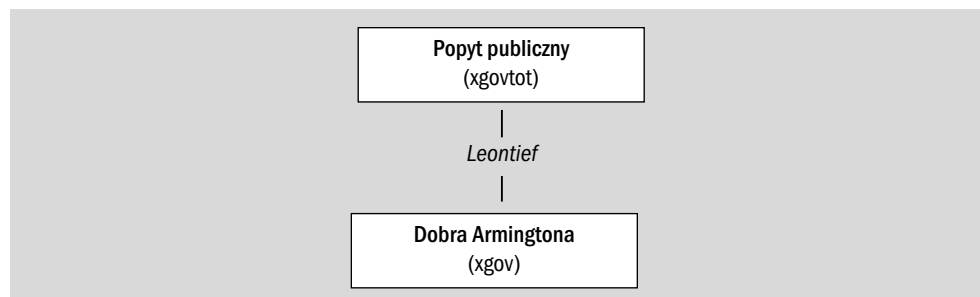 Popyt publiczny
(xgovtot)
Leontief
Dobra Armingtona
(xgov)